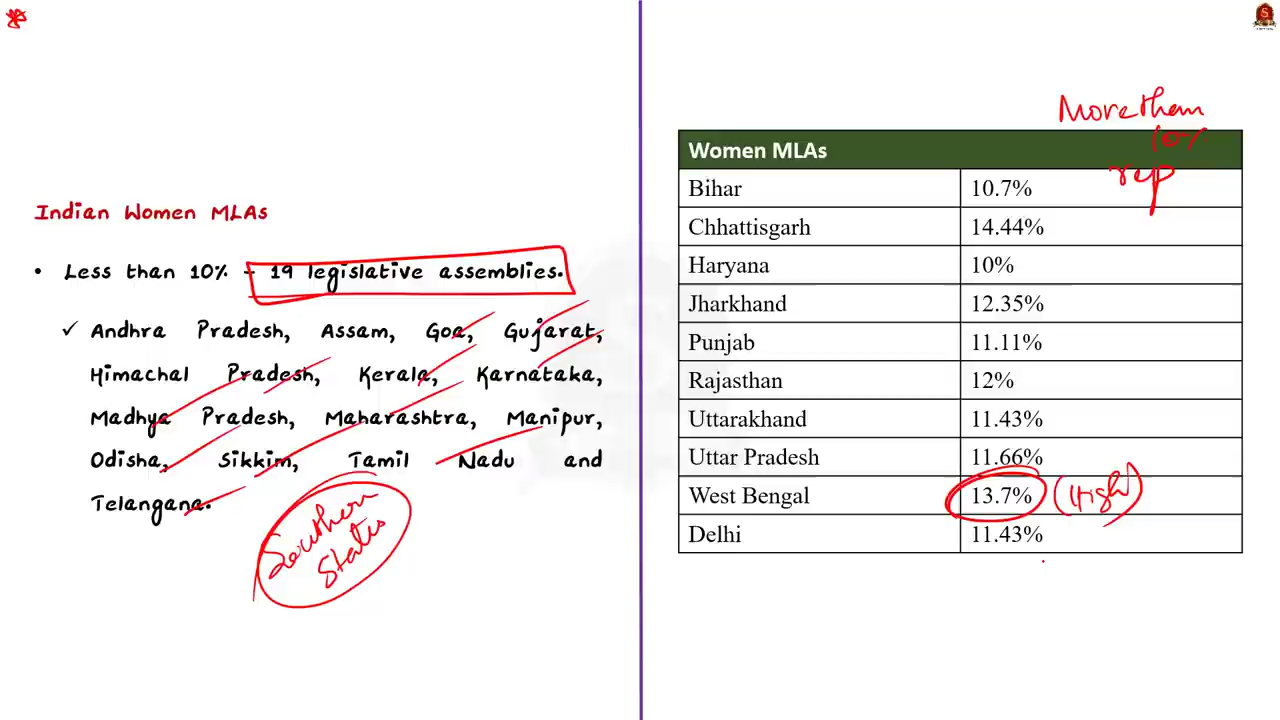 Indian Women MLAs
• Less than 10% - 19 legislative assemblies.
✓ Andhra Pradesh, Assam, Goa, Gujarat,
Himachal Pradesh, Kerala, Karnataka,
Madhya Pradesh, Maharashtra, Manipur,
Odisha, Sikkim, Tamil Nadu and
Telangana.
Southern
States
More than
10%
rep
Women MLAs
Bihar 10.7%
Chhattisgarh 14.44%
Haryana 10%
Jharkhand 12.35%
Punjab 11.11%
Rajasthan 12%
Uttarakhand 11.43%
Uttar Pradesh 11.66%
West Bengal 13.7% (High)
Delhi 11.43%